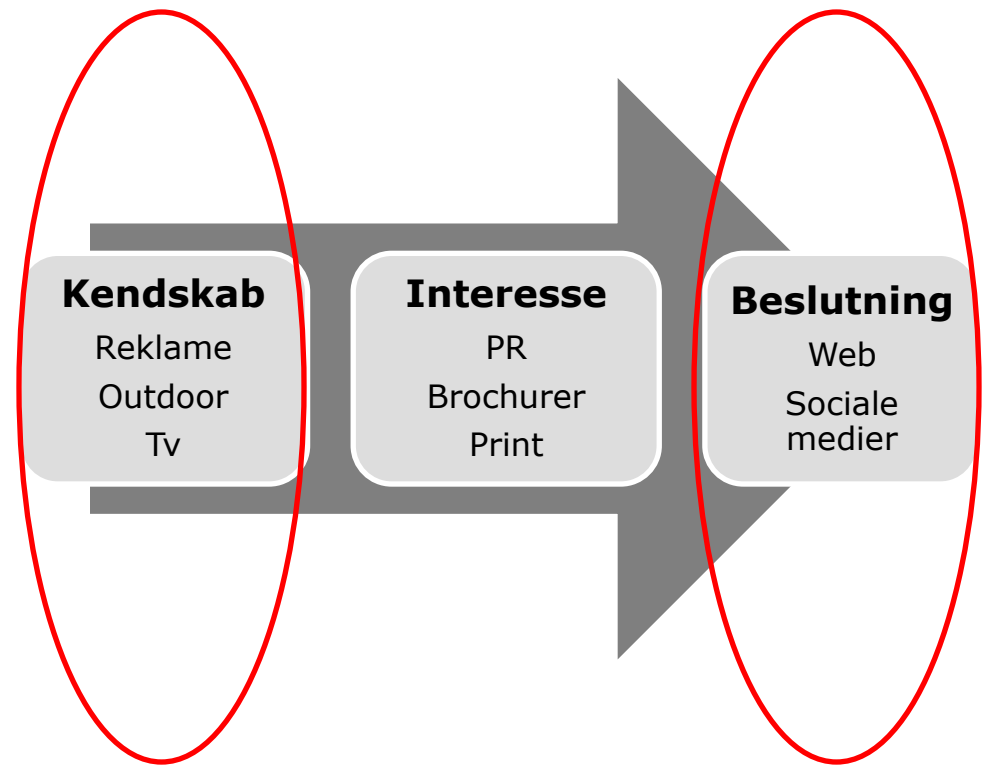 Kendskab
Reklame
Outdoor
Tv
Interesse
PR
Brochurer
Print
Beslutning
Web
Sociale
medier